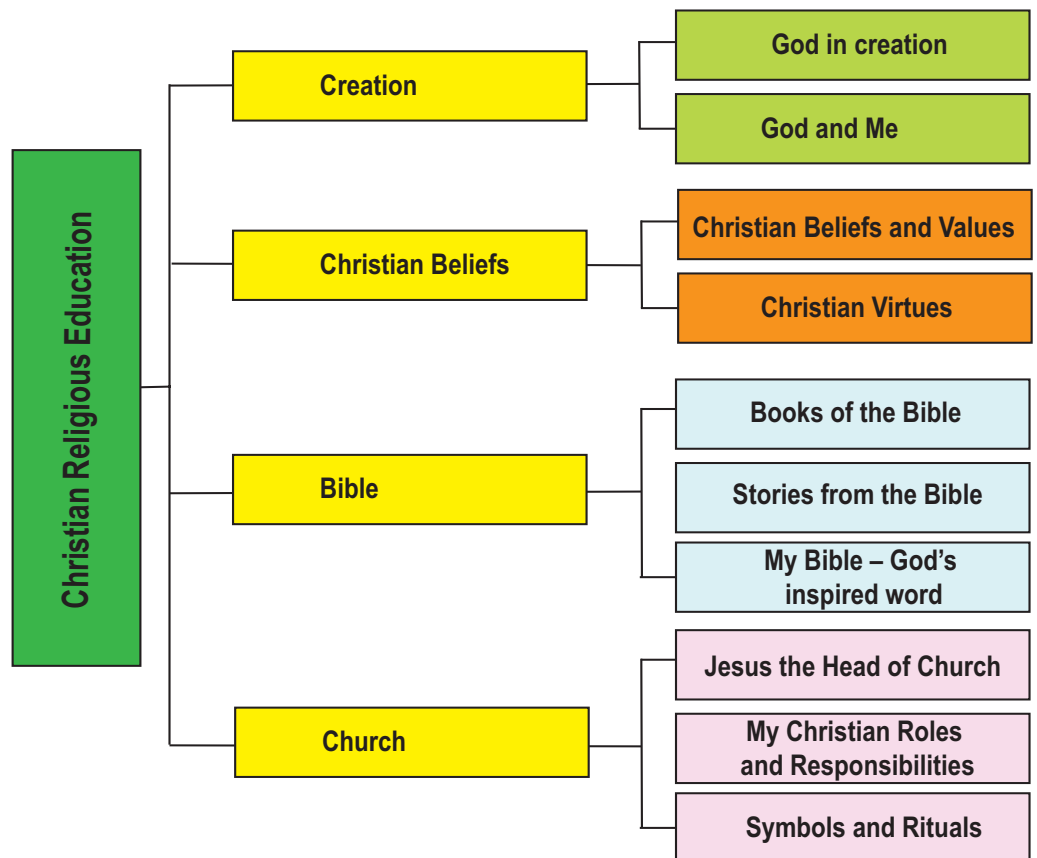 Christian Religious Education
Creation
God in creation
God and Me
Christian Beliefs
Christian Beliefs and Values
Christian Virtues
Bible
Books of the Bible
Stories from the Bible
My Bible – God’s
inspired word
Church
Jesus the Head of Church
My Christian Roles
and Responsibilities
Symbols and Rituals